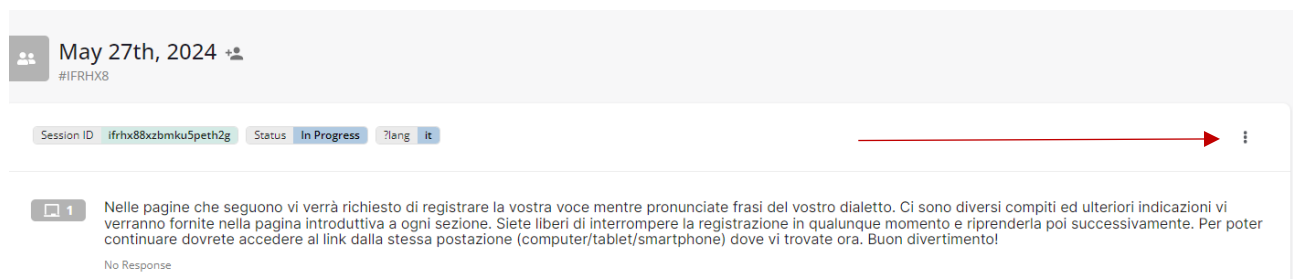 May 27th, 2024
#IFRHX8
Session ID ifrhx88xzbmku5peth2g Status In Progress ?lang it
1 Nelle pagine che seguono vi verrà richiesto di registrare la vostra voce mentre pronunciate frasi del vostro dialetto. Ci sono diversi compiti ed ulteriori indicazioni vi
verranno fornite nella pagina introduttiva a ogni sezione. Siete liberi di interrompere la registrazione in qualunque momento e riprenderla poi successivamente. Per poter
continuare dovrete accedere al link dalla stessa postazione (computer/tablet/smartphone) dove vi trovate ora. Buon divertimento!
No Response